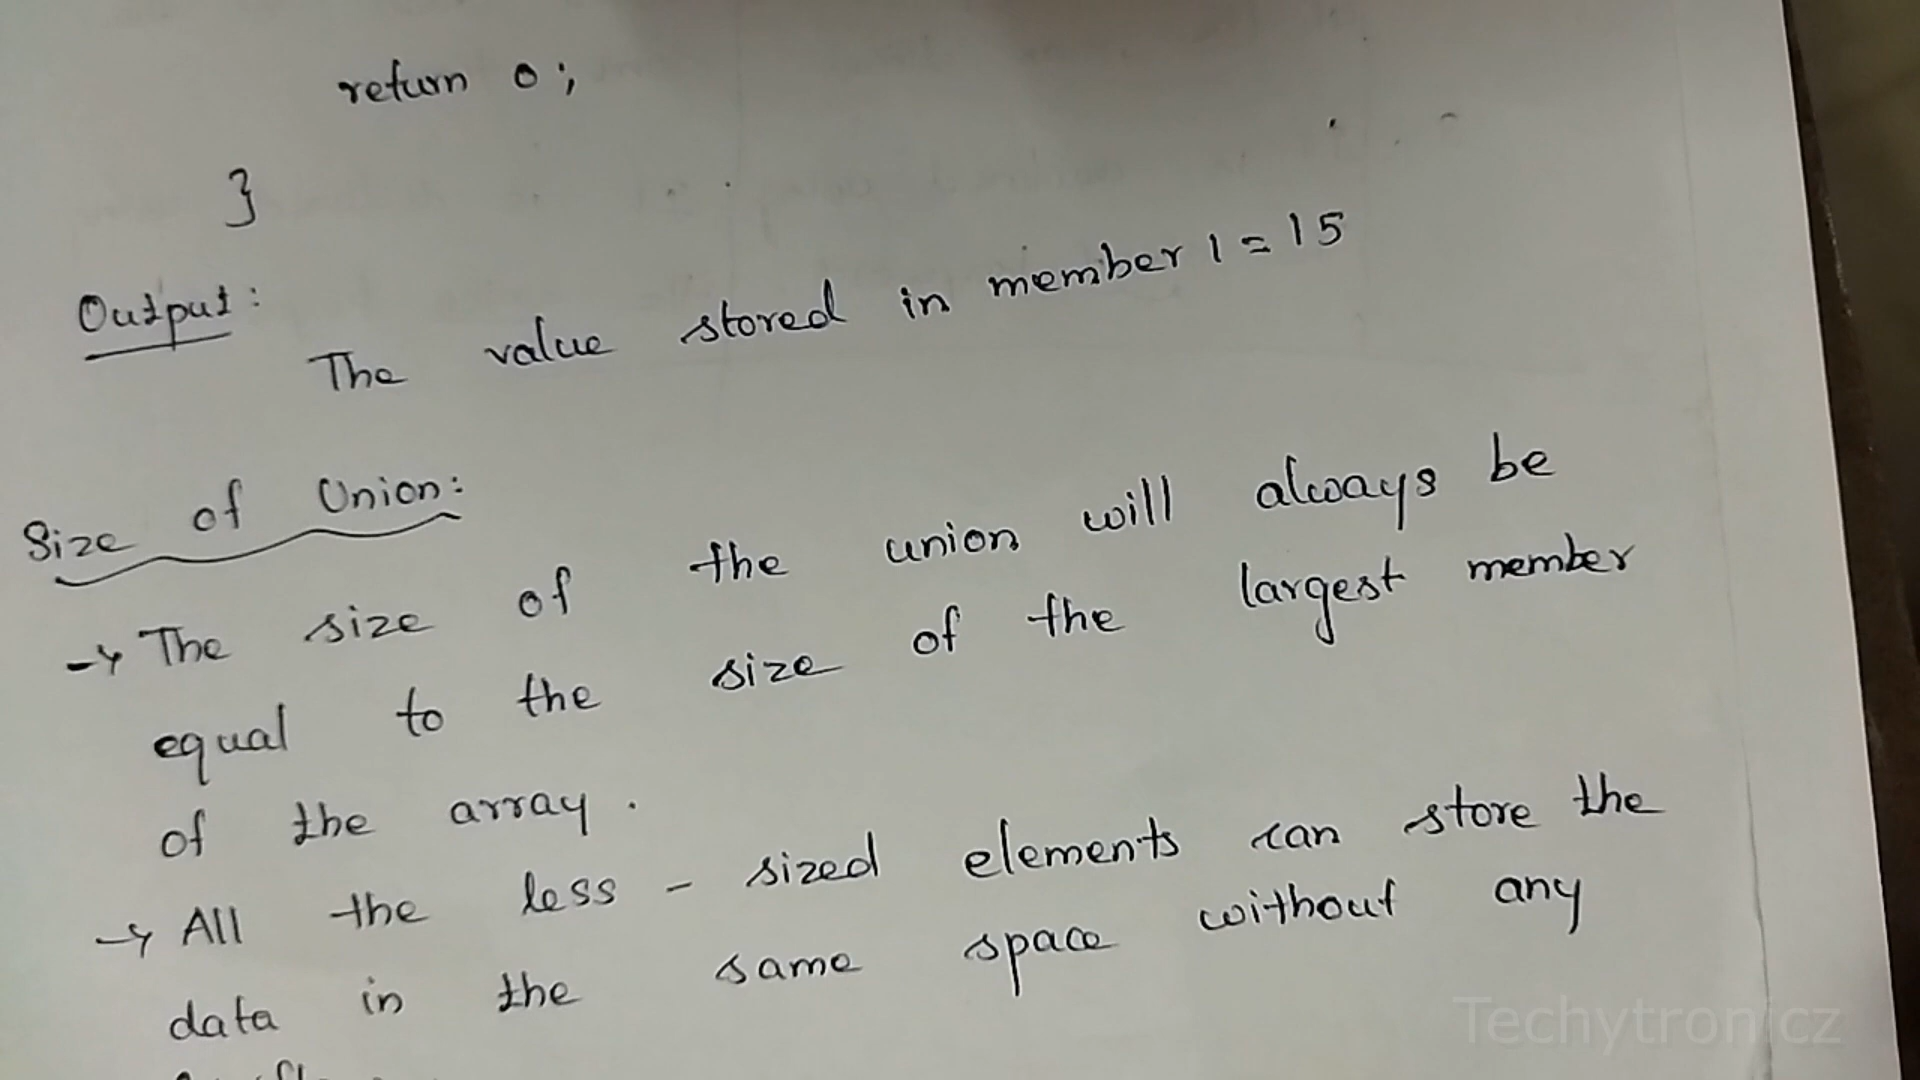 return 0;
}
Output:
The value stored in member 1 = 15
Size of Union:
→ The size of the union will always be
equal to the size of the largest member
of the array.
→ All the less - sized elements can store the
data in the same space without any
Techytronicz